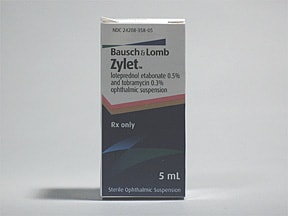 NDC 24208-358-05
Bausch & Lomb
Zylet™
loteprednol etabonate 0.5%
and tobramycin 0.3%
ophthalmic suspension
Rx only
5 mL
Sterile Ophthalmic Suspension